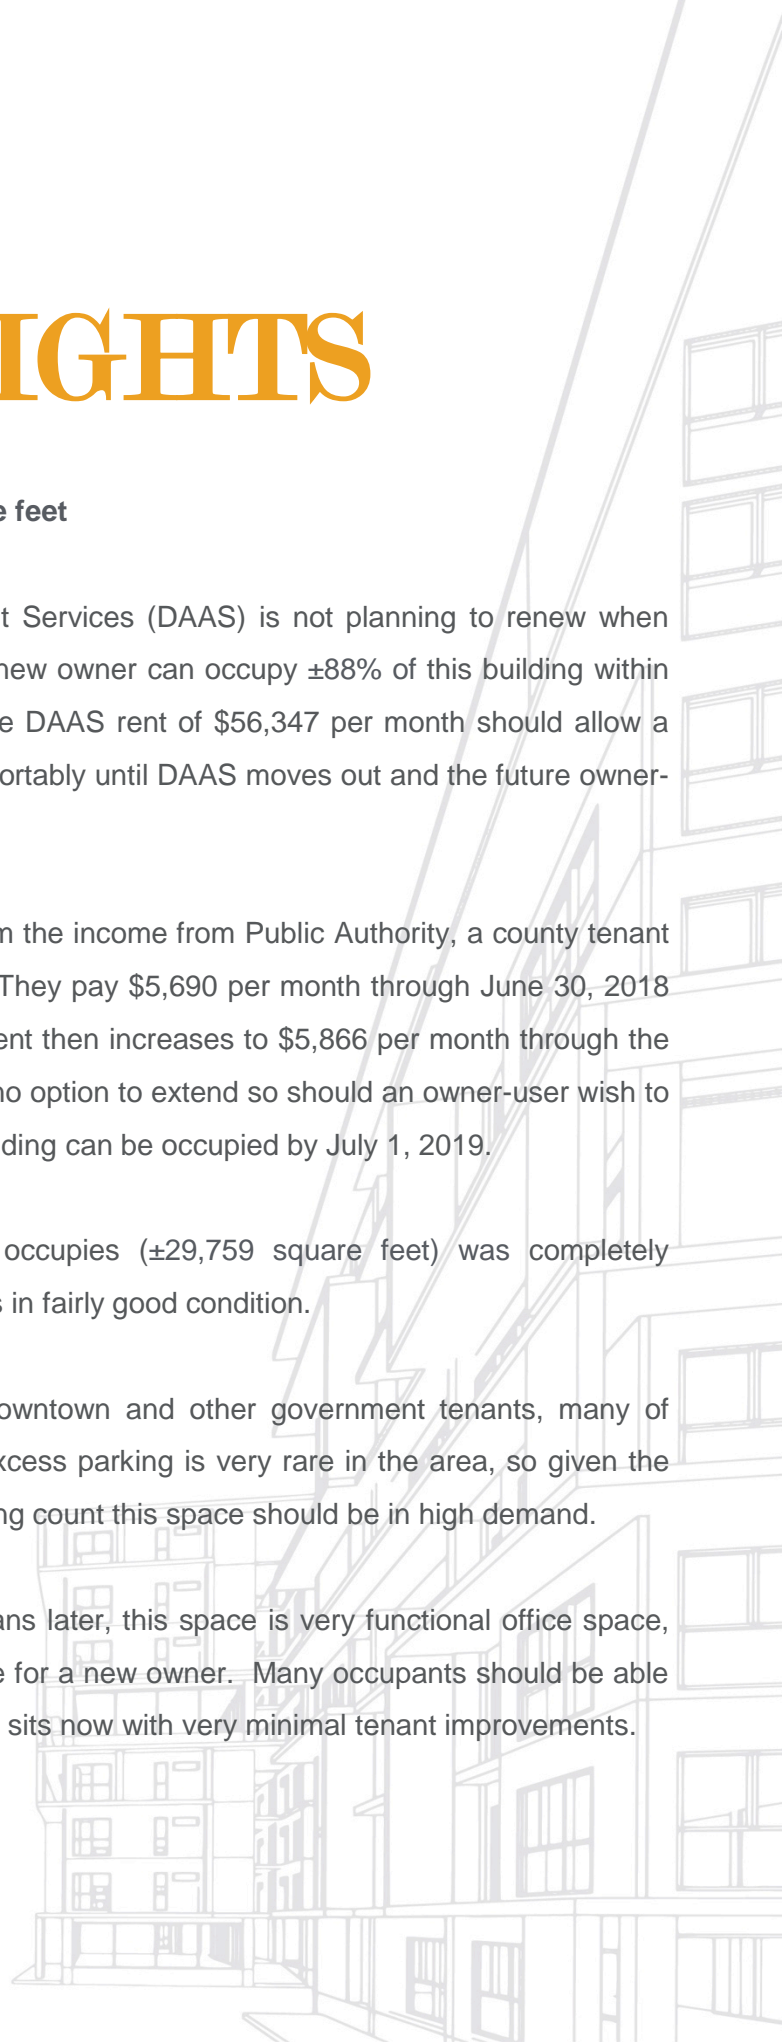 IGHTS
e feet
t Services (DAAS) is not planning to renew when
new owner can occupy ±88% of this building within
e DAAS rent of $56,347 per month should allow a
ortably until DAAS moves out and the future owner-
m the income from Public Authority, a county tenant
They pay $5,690 per month through June 30, 2018
ent then increases to $5,866 per month through the
no option to extend so should an owner-user wish to
lding can be occupied by July 1, 2019.
occupies (±29,759 square feet) was completely
s in fairly good condition.
owntown and other government tenants, many of
xcess parking is very rare in the area, so given the
ng count this space should be in high demand.
ans later, this space is very functional office space,
e for a new owner. Many occupants should be able
sits now with very minimal tenant improvements.